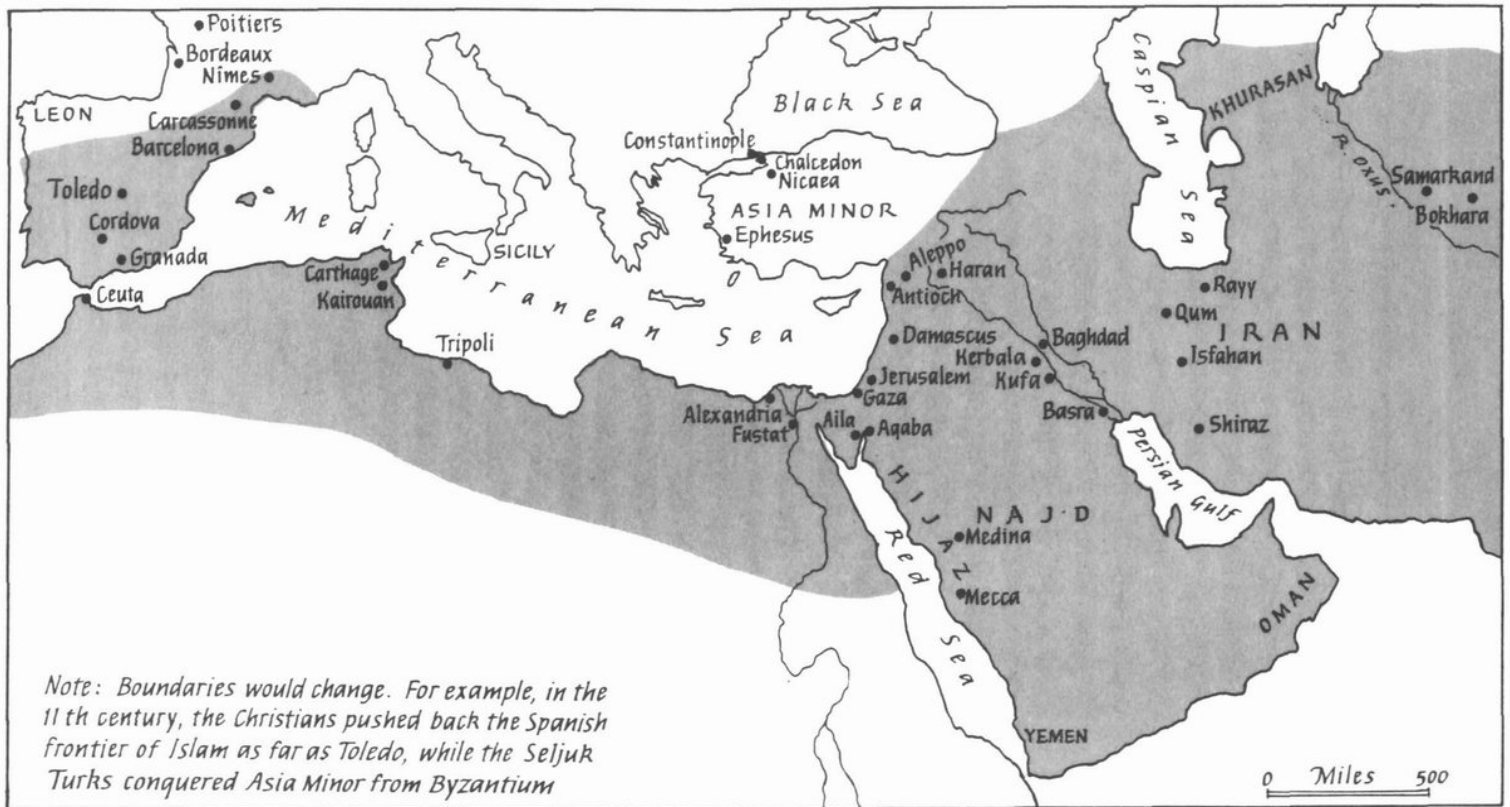 Poitiers
Bordeaux
Nîmes
LEON
Carcassonne
Barcelona
Toledo
Cordova
Granada
Ceuta
Mediterranean Sea
Carthage
Kairouan
SICILY
Tripoli
Black Sea
Constantinople
Chalcedon
Nicaea
ASIA MINOR
Ephesus
Aleppo
Haran
Antioch
Damascus
Baghdad
Kerbala
Jerusalem
Kufa
Gaza
Alexandria
Fustat
Aila
Aqaba
Basra
Caspian Sea
KHURASAN
R. Oxus.
Samarkand
Bokhara
Rayy
Qum
IRAN
Isfahan
Shiraz
Persian Gulf
HIJAZ
NAJ·D
Medina
Mecca
Red Sea
OMAN
YEMEN
Note: Boundaries would change. For example, in the
11 th century, the Christians pushed back the Spanish
frontier of Islam as far as Toledo, while the Seljuk
Turks conquered Asia Minor from Byzantium
0 Miles 500